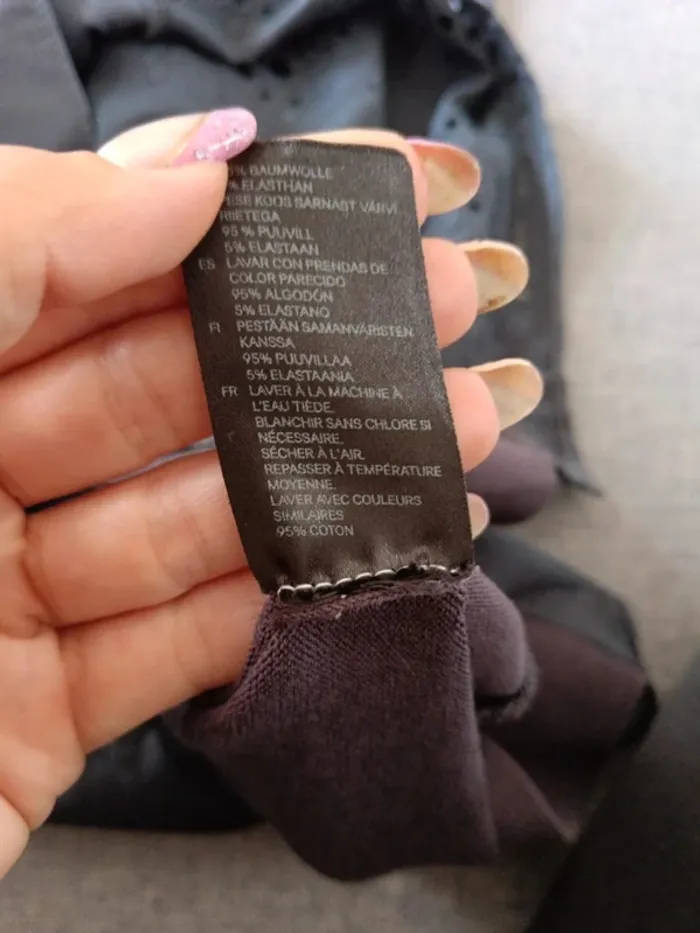 % BAUMWOLLE
% ELASTHAN
PESE KOOS SARNAST VÄRVI
RIIETEGA
95 % PUUVILL
5% ELASTAAN
ES LAVAR CON PRENDAS DE
COLOR PARECIDO
95% ALGODÓN
5% ELASTANO
FI PESTÄÄN SAMANVÄRISTEN
KANSSA
95% PUUVILLAA
5% ELASTAANIA
FR LAVER À LA MACHINE À
L'EAU TIÈDE.
BLANCHIR SANS CHLORE SI
NÉCESSAIRE.
SÉCHER À L'AIR.
REPASSER À TEMPÉRATURE
MOYENNE.
LAVER AVEC COULEURS
SIMILAIRES
95% COTON